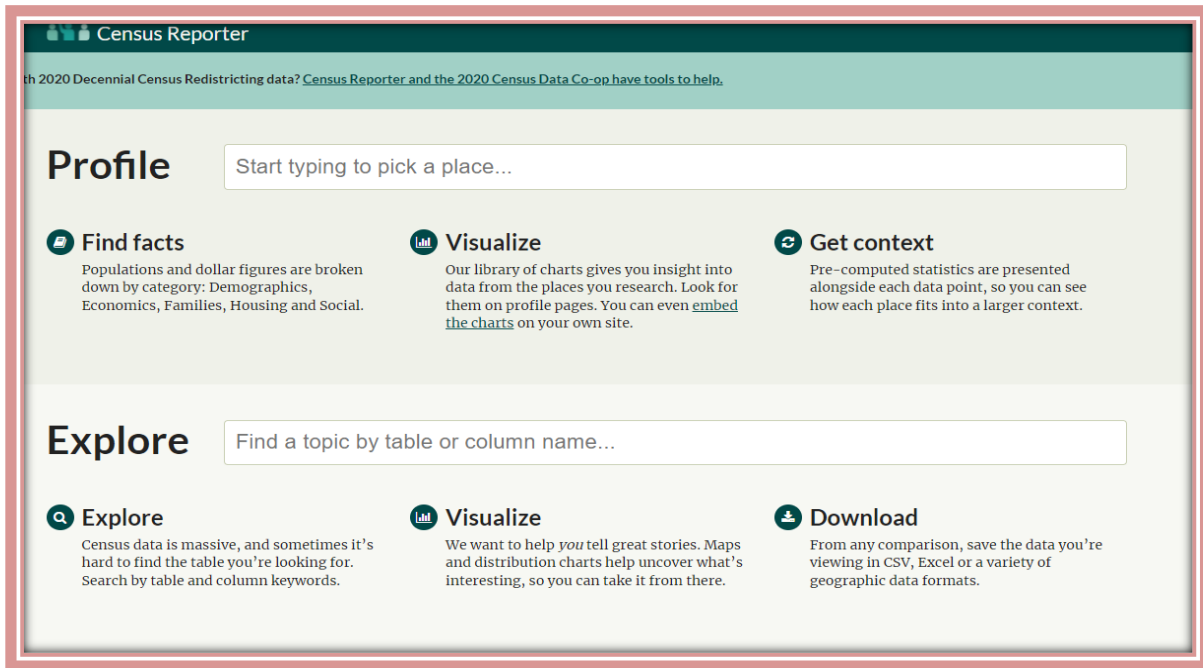 Census Reporter
th 2020 Decennial Census Redistricting data? Census Reporter and the 2020 Census Data Co-op have tools to help.
Profile
Start typing to pick a place...
Find facts
Populations and dollar figures are broken
down by category: Demographics,
Economics, Families, Housing and Social.
Visualize
Our library of charts gives you insight into
data from the places you research. Look for
them on profile pages. You can even embed
the charts on your own site.
Get context
Pre-computed statistics are presented
alongside each data point, so you can see
how each place fits into a larger context.
Explore
Find a topic by table or column name...
Explore
Census data is massive, and sometimes it's
hard to find the table you're looking for.
Search by table and column keywords.
Visualize
We want to help you tell great stories. Maps
and distribution charts help uncover what's
interesting, so you can take it from there.
Download
From any comparison, save the data you're
viewing in CSV, Excel or a variety of
geographic data formats.